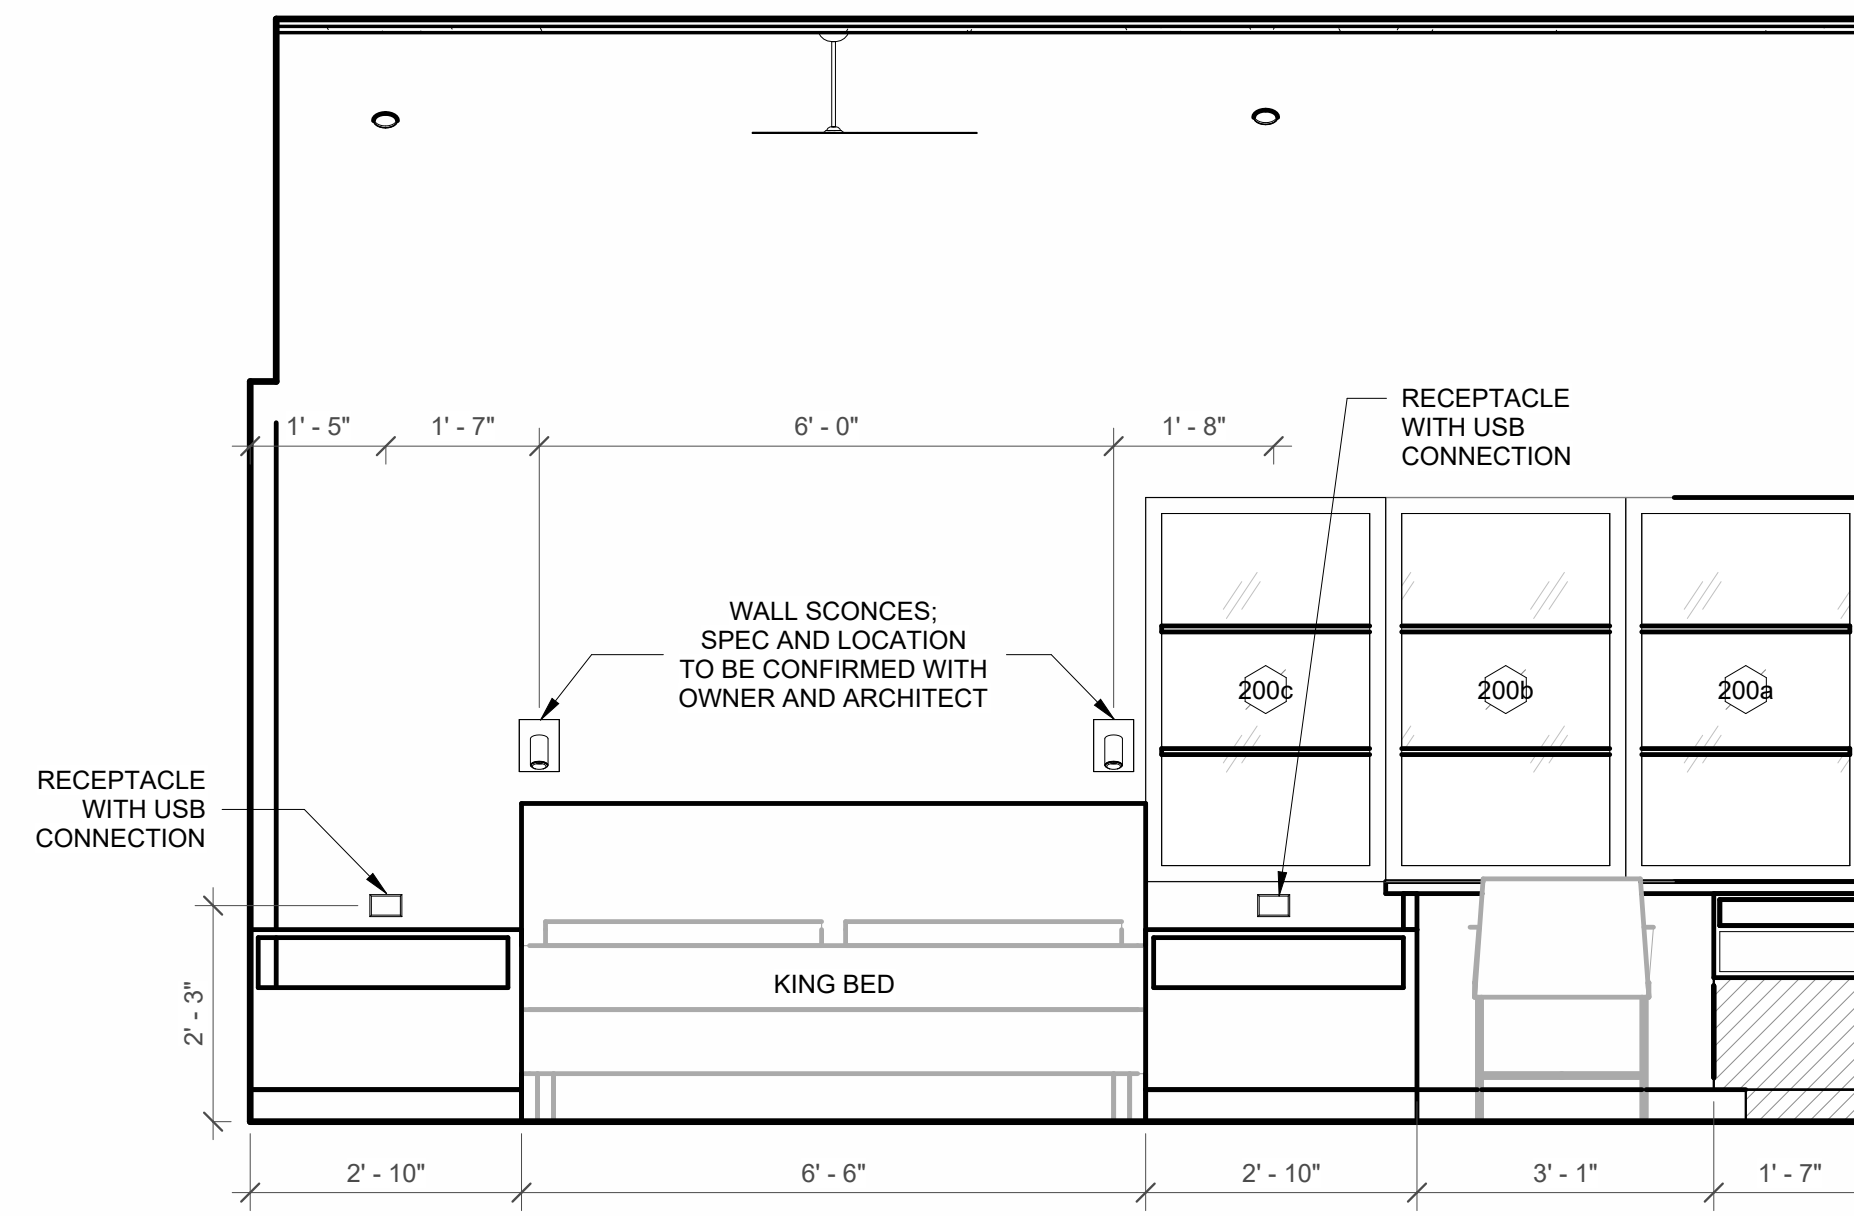 1' - 5"
1' - 7"
6' - 0"
1' - 8"
RECEPTACLE
WITH USB
CONNECTION
WALL SCONCES;
SPEC AND LOCATION
TO BE CONFIRMED WITH
OWNER AND ARCHITECT
200c
200b
200a
RECEPTACLE
WITH USB
CONNECTION
KING BED
2' - 3"
2' - 10"
6' - 6"
2' - 10"
3' - 1"
1' - 7"